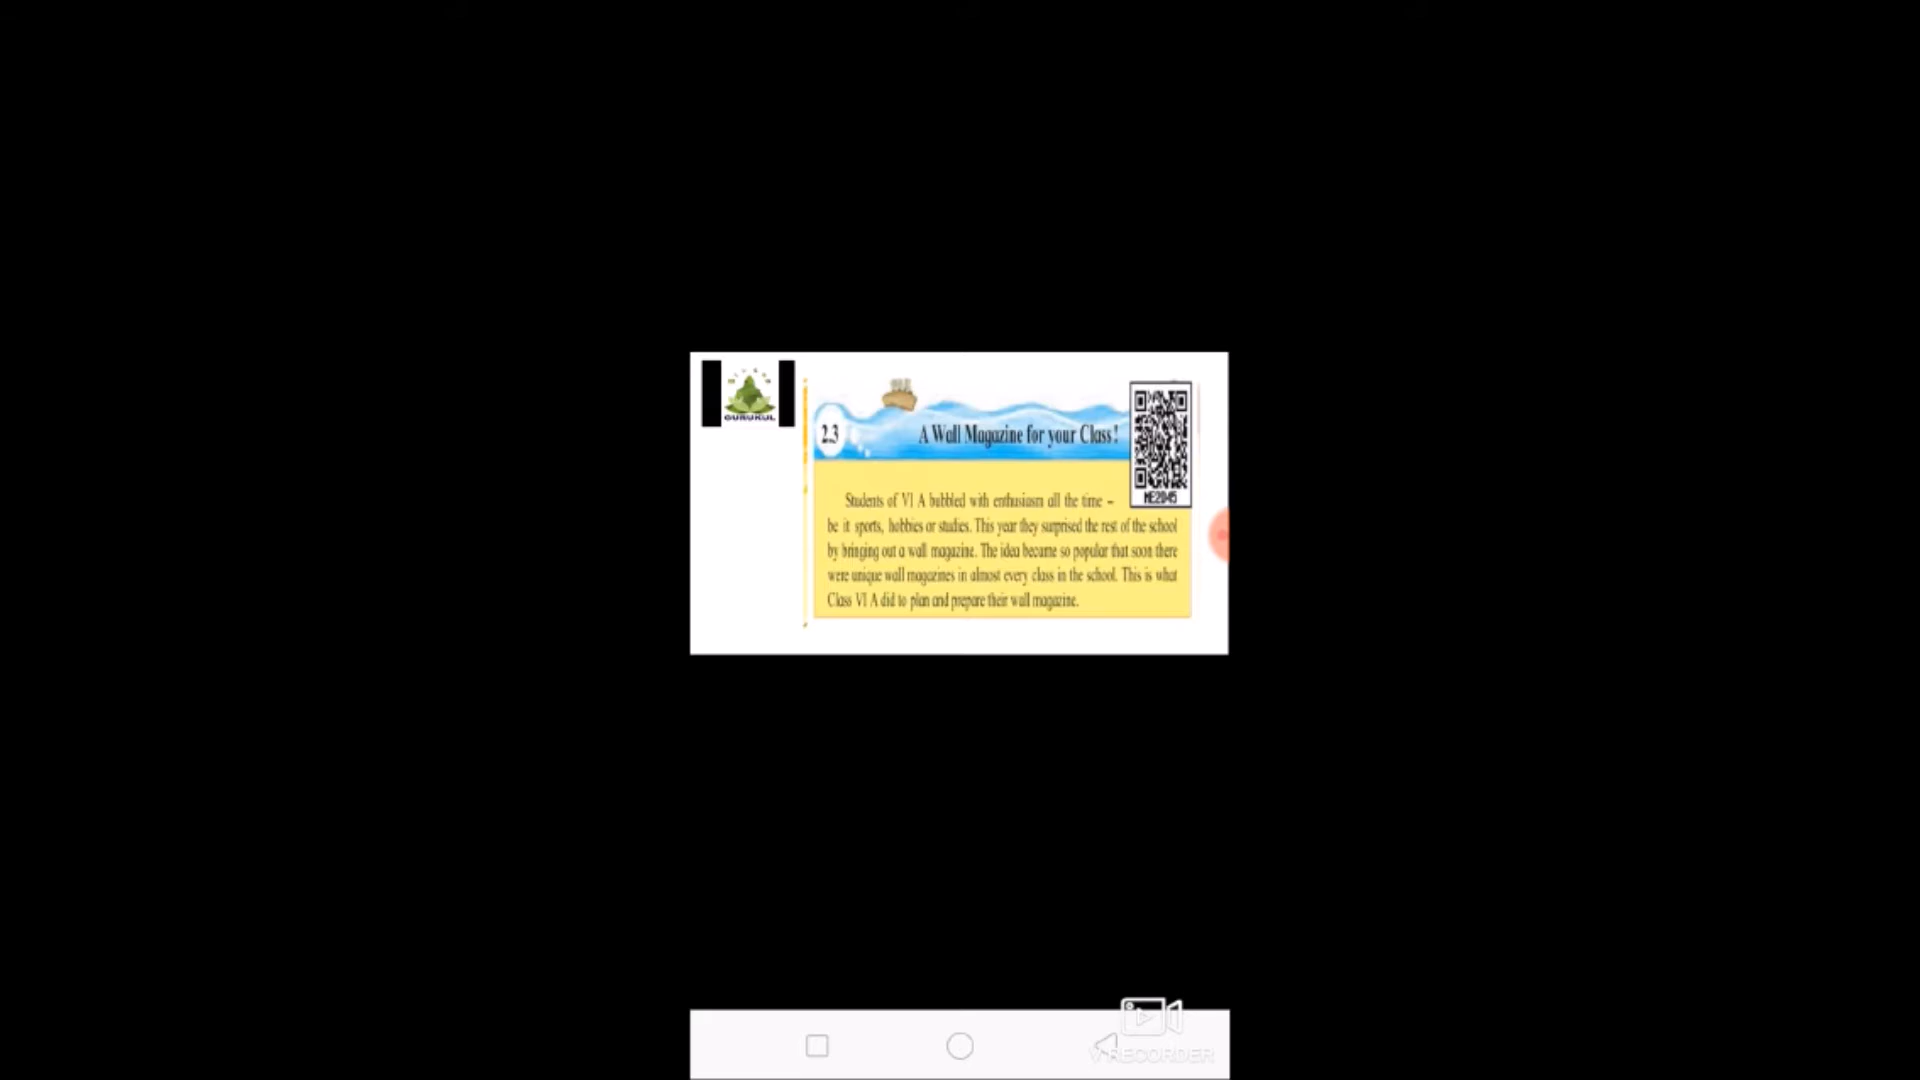 GURUKUL
2.3
A Wall Magazine for your Class!
ME2D45
Students of VI A bubbled with enthusiasm all the time –
be it sports, hobbies or studies. This year they surprised the rest of the school
by bringing out a wall magazine. The idea became so popular that soon there
were unique wall magazines in almost every class in the school. This is what
Class VI A did to plan and prepare their wall magazine.
V RECORDER